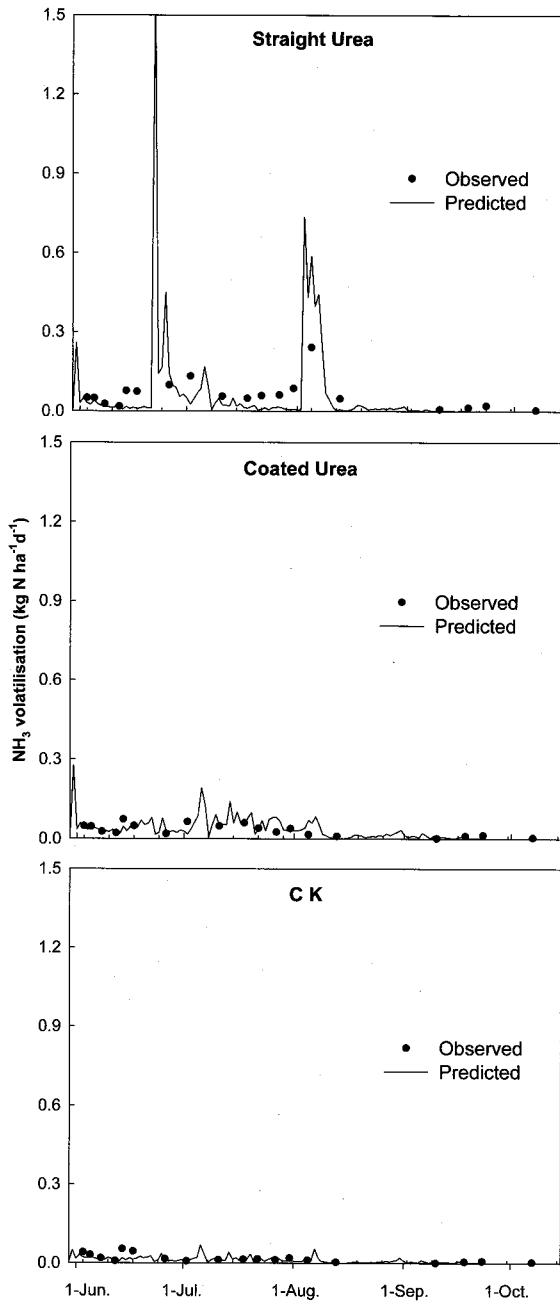 1.5
Straight Urea
1.2
0.9
Observed
Predicted
0.6
0.3
0.0
1.5
Coated Urea
1.2
0.9
Observed
Predicted
0.6
0.3
0.0
NH3 volatilisation (kg N ha-1d-1)
1.5
C K
1.2
0.9
Observed
Predicted
0.6
0.3
0.0
1-Jun. 1-Jul. 1-Aug. 1-Sep. 1-Oct.